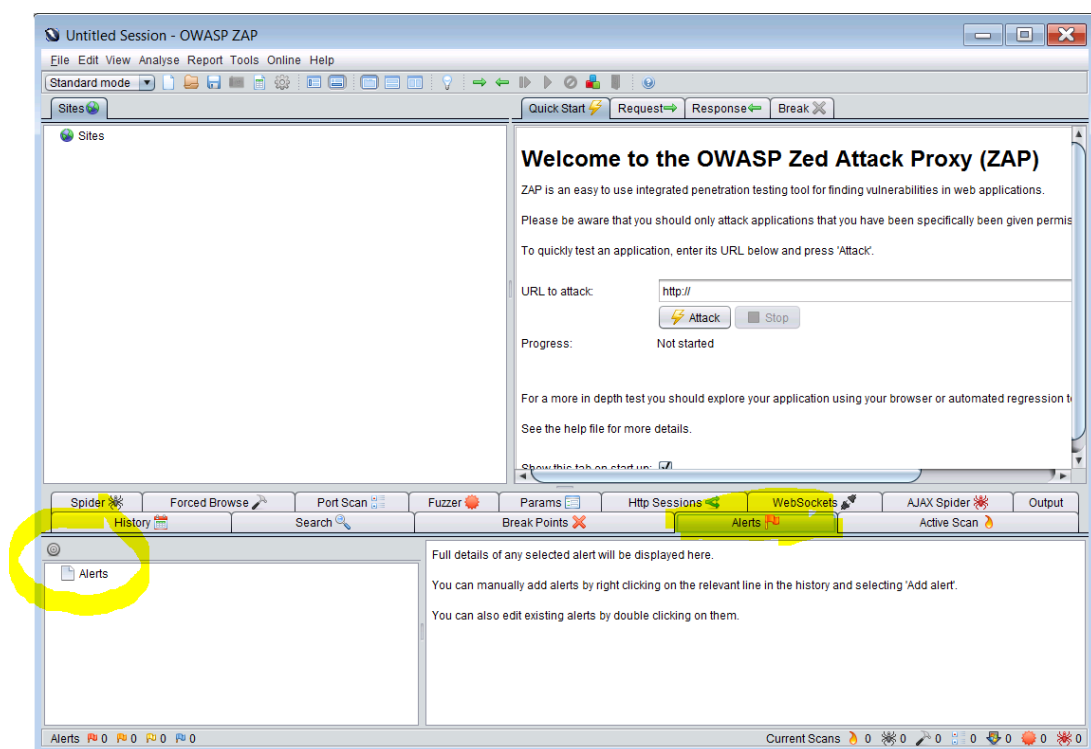 Untitled Session - OWASP ZAP
File Edit View Analyse Report Tools Online Help
Standard mode
Sites
Quick Start Request Response Break
Sites
Welcome to the OWASP Zed Attack Proxy (ZAP)
ZAP is an easy to use integrated penetration testing tool for finding vulnerabilities in web applications.
Please be aware that you should only attack applications that you have been specifically been given permis
To quickly test an application, enter its URL below and press 'Attack'.
URL to attack: http://
Attack Stop
Progress: Not started
For a more in depth test you should explore your application using your browser or automated regression t
See the help file for more details.
Show this tab on start up:
Spider Forced Browse Port Scan Fuzzer Params Http Sessions WebSockets AJAX Spider Output
History Search Break Points Alerts Active Scan
Alerts
Full details of any selected alert will be displayed here.
You can manually add alerts by right clicking on the relevant line in the history and selecting 'Add alert'.
You can also edit existing alerts by double clicking on them.
Alerts 0 0 0 0
Current Scans 0 0 0 0 0 0 0